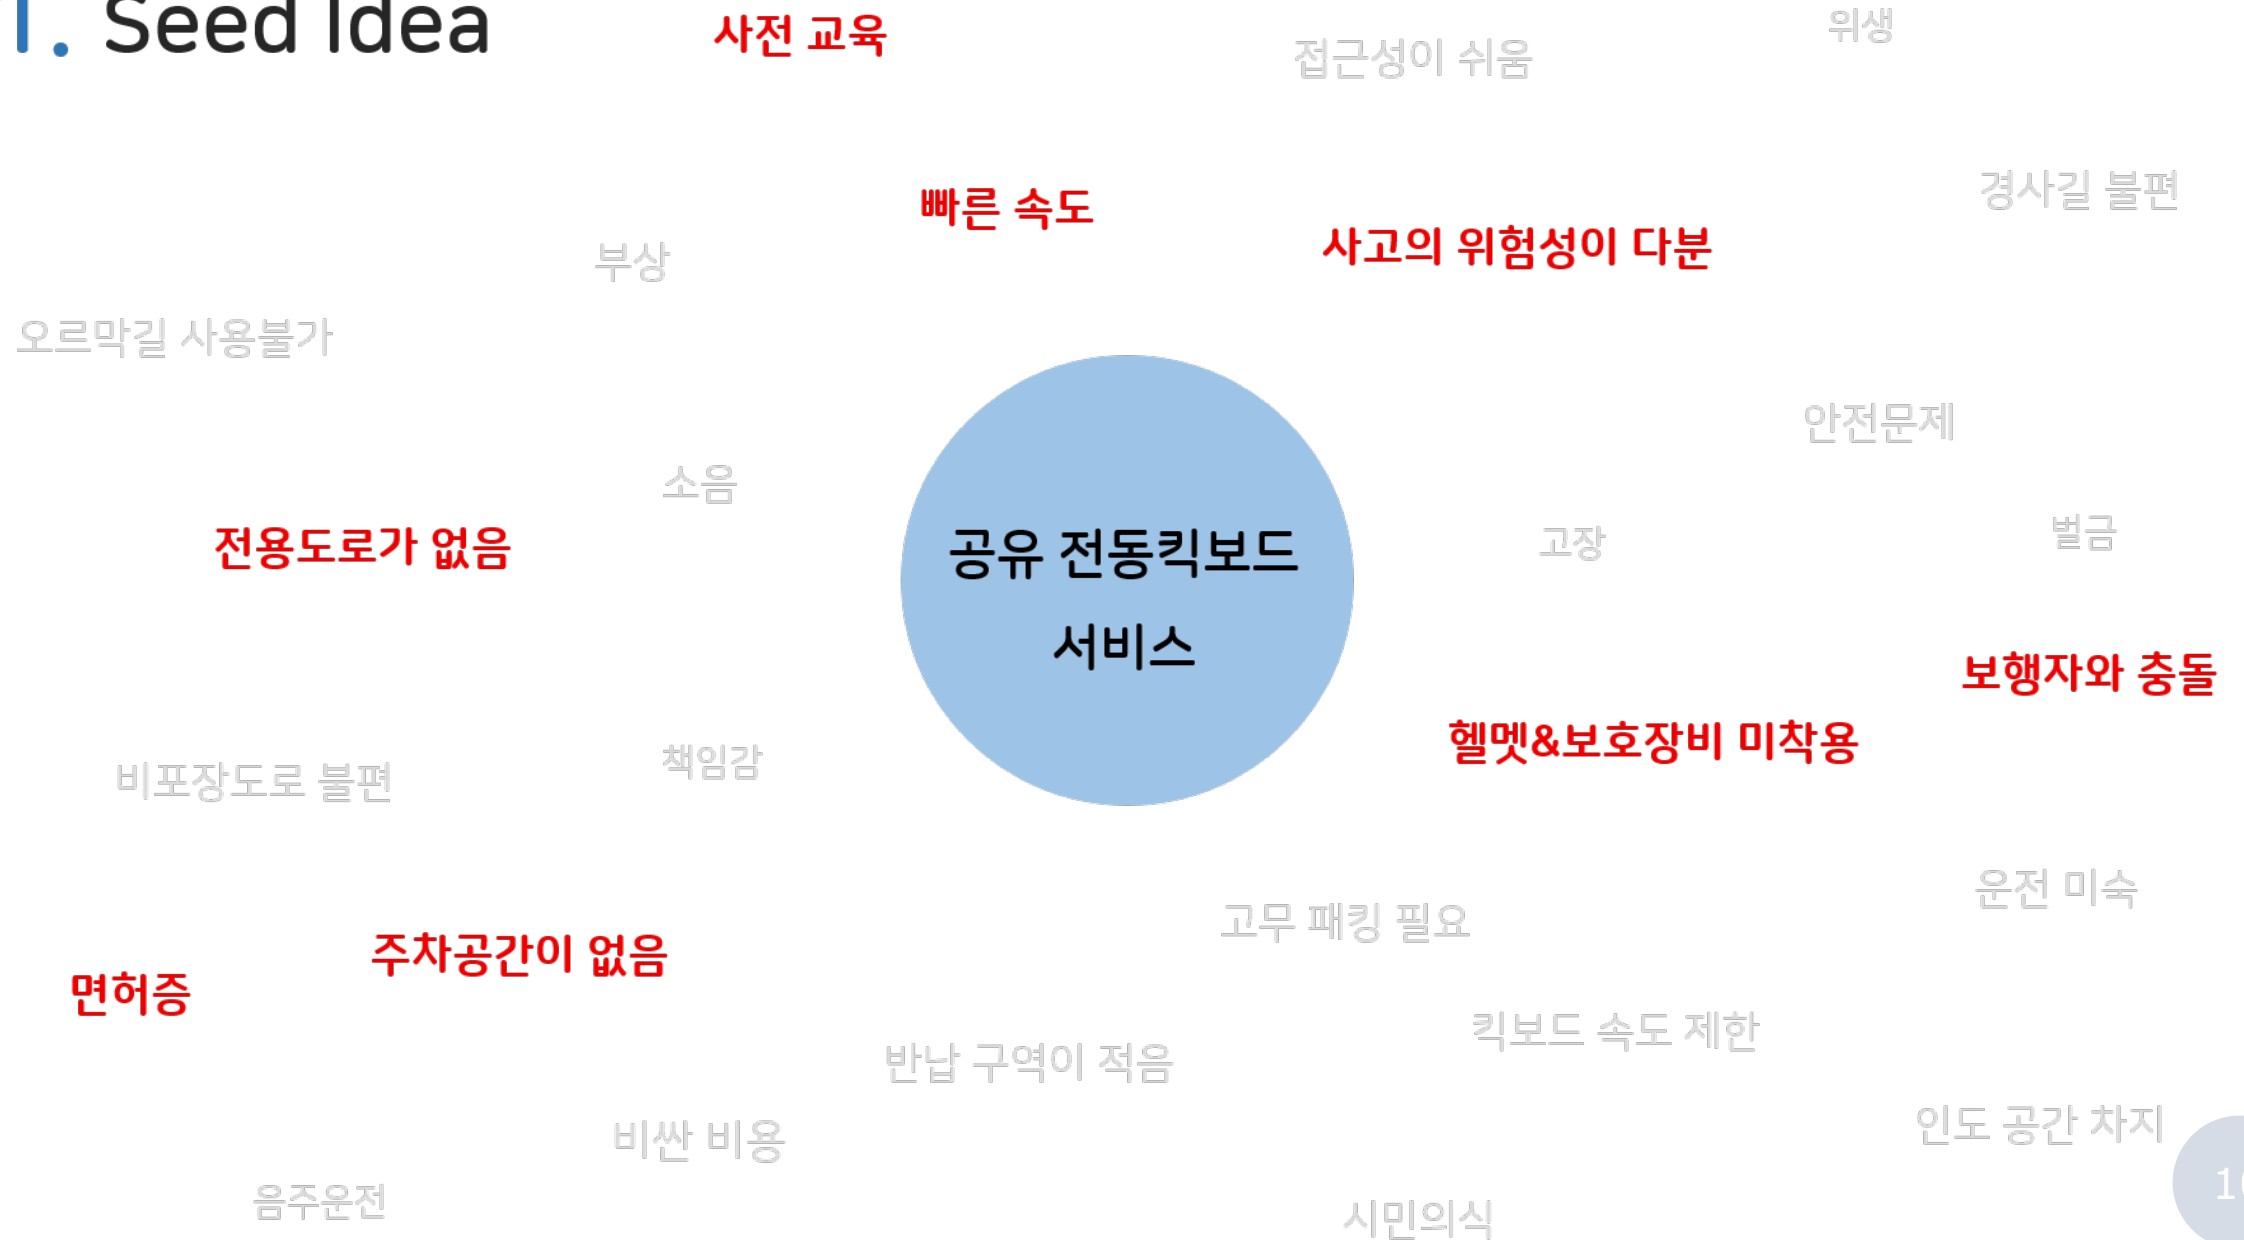 1. Seed Idea
사전 교육
접근성이 쉬움
위생
빠른 속도
사고의 위험성이 다분
경사길 불편
부상
오르막길 사용불가
안전문제
소음
전용도로가 없음
공유 전동킥보드
서비스
고장
벌금
보행자와 충돌
헬멧&보호장비 미착용
비포장도로 불편
책임감
운전 미숙
고무 패킹 필요
주차공간이 없음
면허증
킥보드 속도 제한
반납 구역이 적음
인도 공간 차지
비싼 비용
음주운전
시민의식